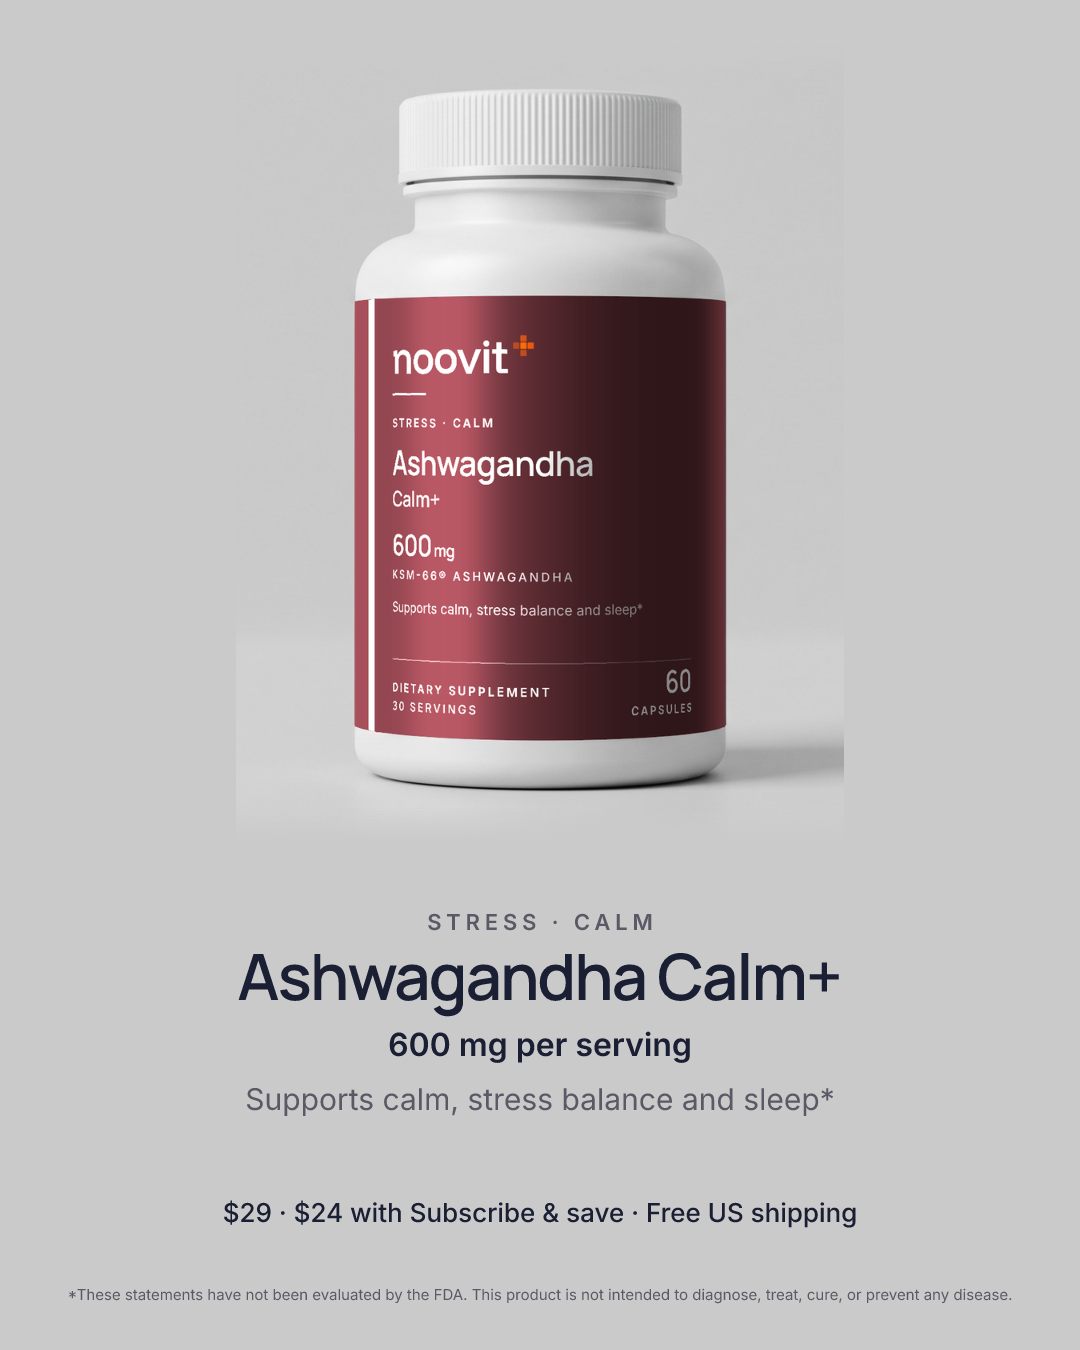 noovit
STRESS · CALM
Ashwagandha
Calm+
600 mg
KSM-66® ASHWAGANDHA
Supports calm, stress balance and sleep*
DIETARY SUPPLEMENT
30 SERVINGS
60
CAPSULES
STRESS · CALM
Ashwagandha Calm+
600 mg per serving
Supports calm, stress balance and sleep*
$29 · $24 with Subscribe & save · Free US shipping
*These statements have not been evaluated by the FDA. This product is not intended to diagnose, treat, cure, or prevent any disease.